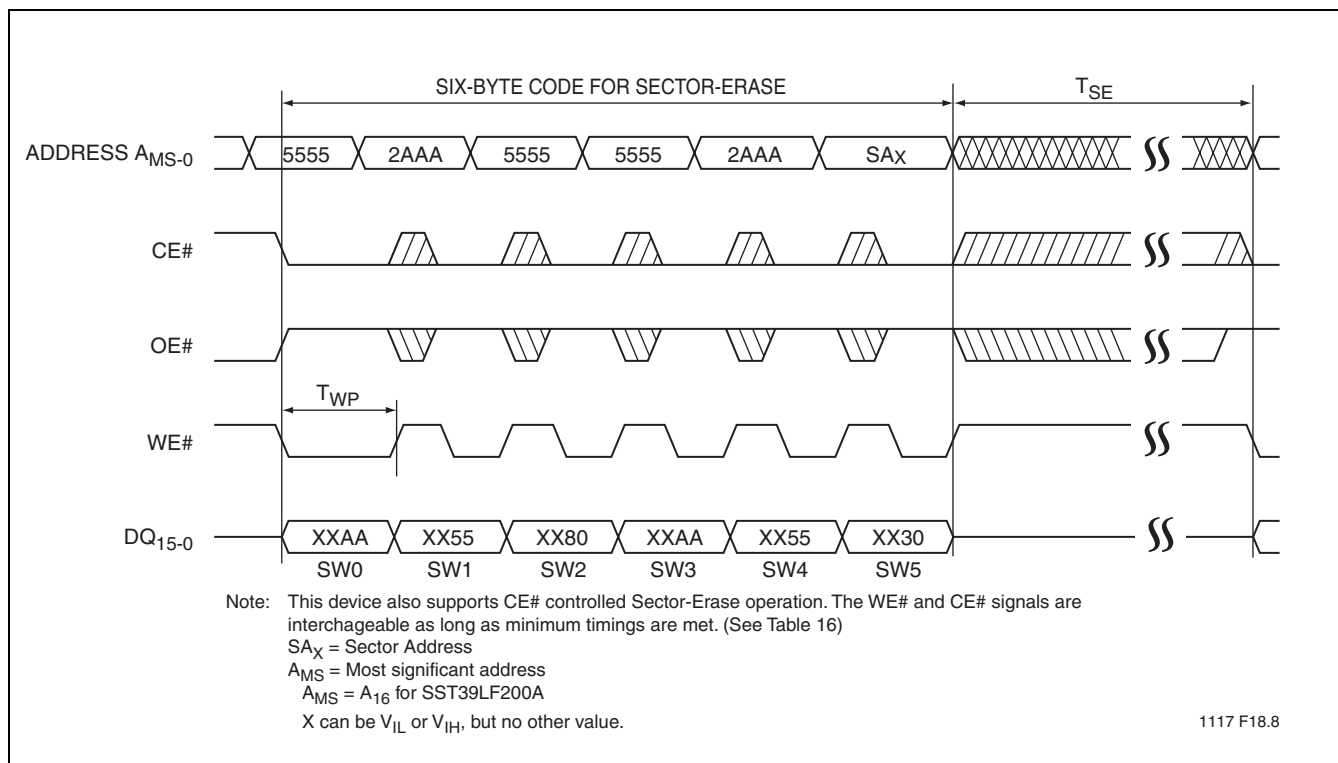 SIX-BYTE CODE FOR SECTOR-ERASE TSE
ADDRESS AMS-0 5555 2AAA 5555 5555 2AAA SAX
CE#
OE#
TWP
WE#
DQ15-0 XXAA XX55 XX80 XXAA XX55 XX30
SW0 SW1 SW2 SW3 SW4 SW5
Note: This device also supports CE# controlled Sector-Erase operation. The WE# and CE# signals are
interchageable as long as minimum timings are met. (See Table 16)
SAX = Sector Address
AMS = Most significant address
AMS = A16 for SST39LF200A
X can be VIL or VIH, but no other value.
1117 F18.8